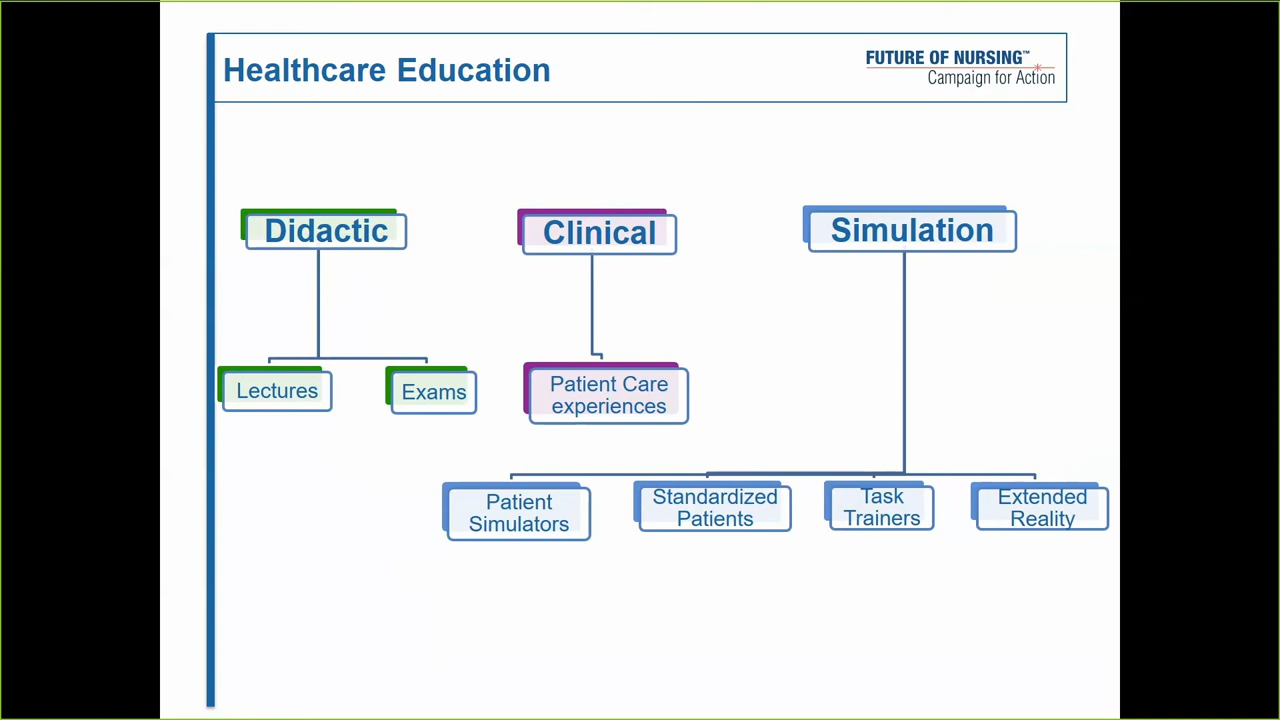 Healthcare Education
FUTURE OF NURSING™
Campaign for Action
Didactic
Clinical
Simulation
Lectures
Exams
Patient Care
experiences
Patient
Simulators
Standardized
Patients
Task
Trainers
Extended
Reality